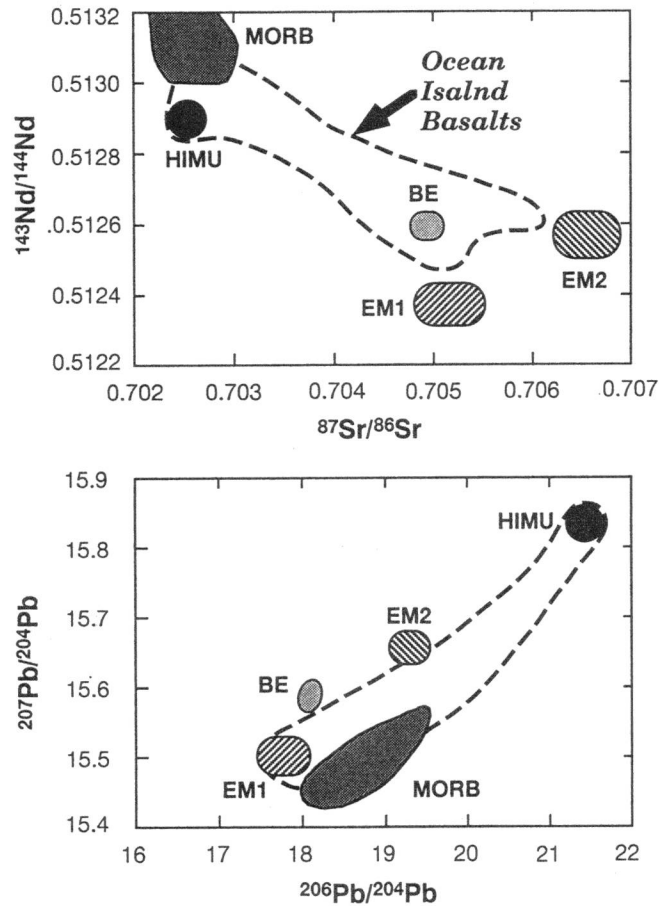 0.5132
0.5130
0.5128
0.5126
0.5124
0.5122
143Nd/144Nd
MORB
Ocean
Isalnd
Basalts
HIMU
BE
EM2
EM1
0.702 0.703 0.704 0.705 0.706 0.707
87Sr/86Sr
15.9
15.8
15.7
15.6
15.5
15.4
207Pb/204Pb
HIMU
EM2
BE
EM1
MORB
16 17 18 19 20 21 22
206Pb/204Pb